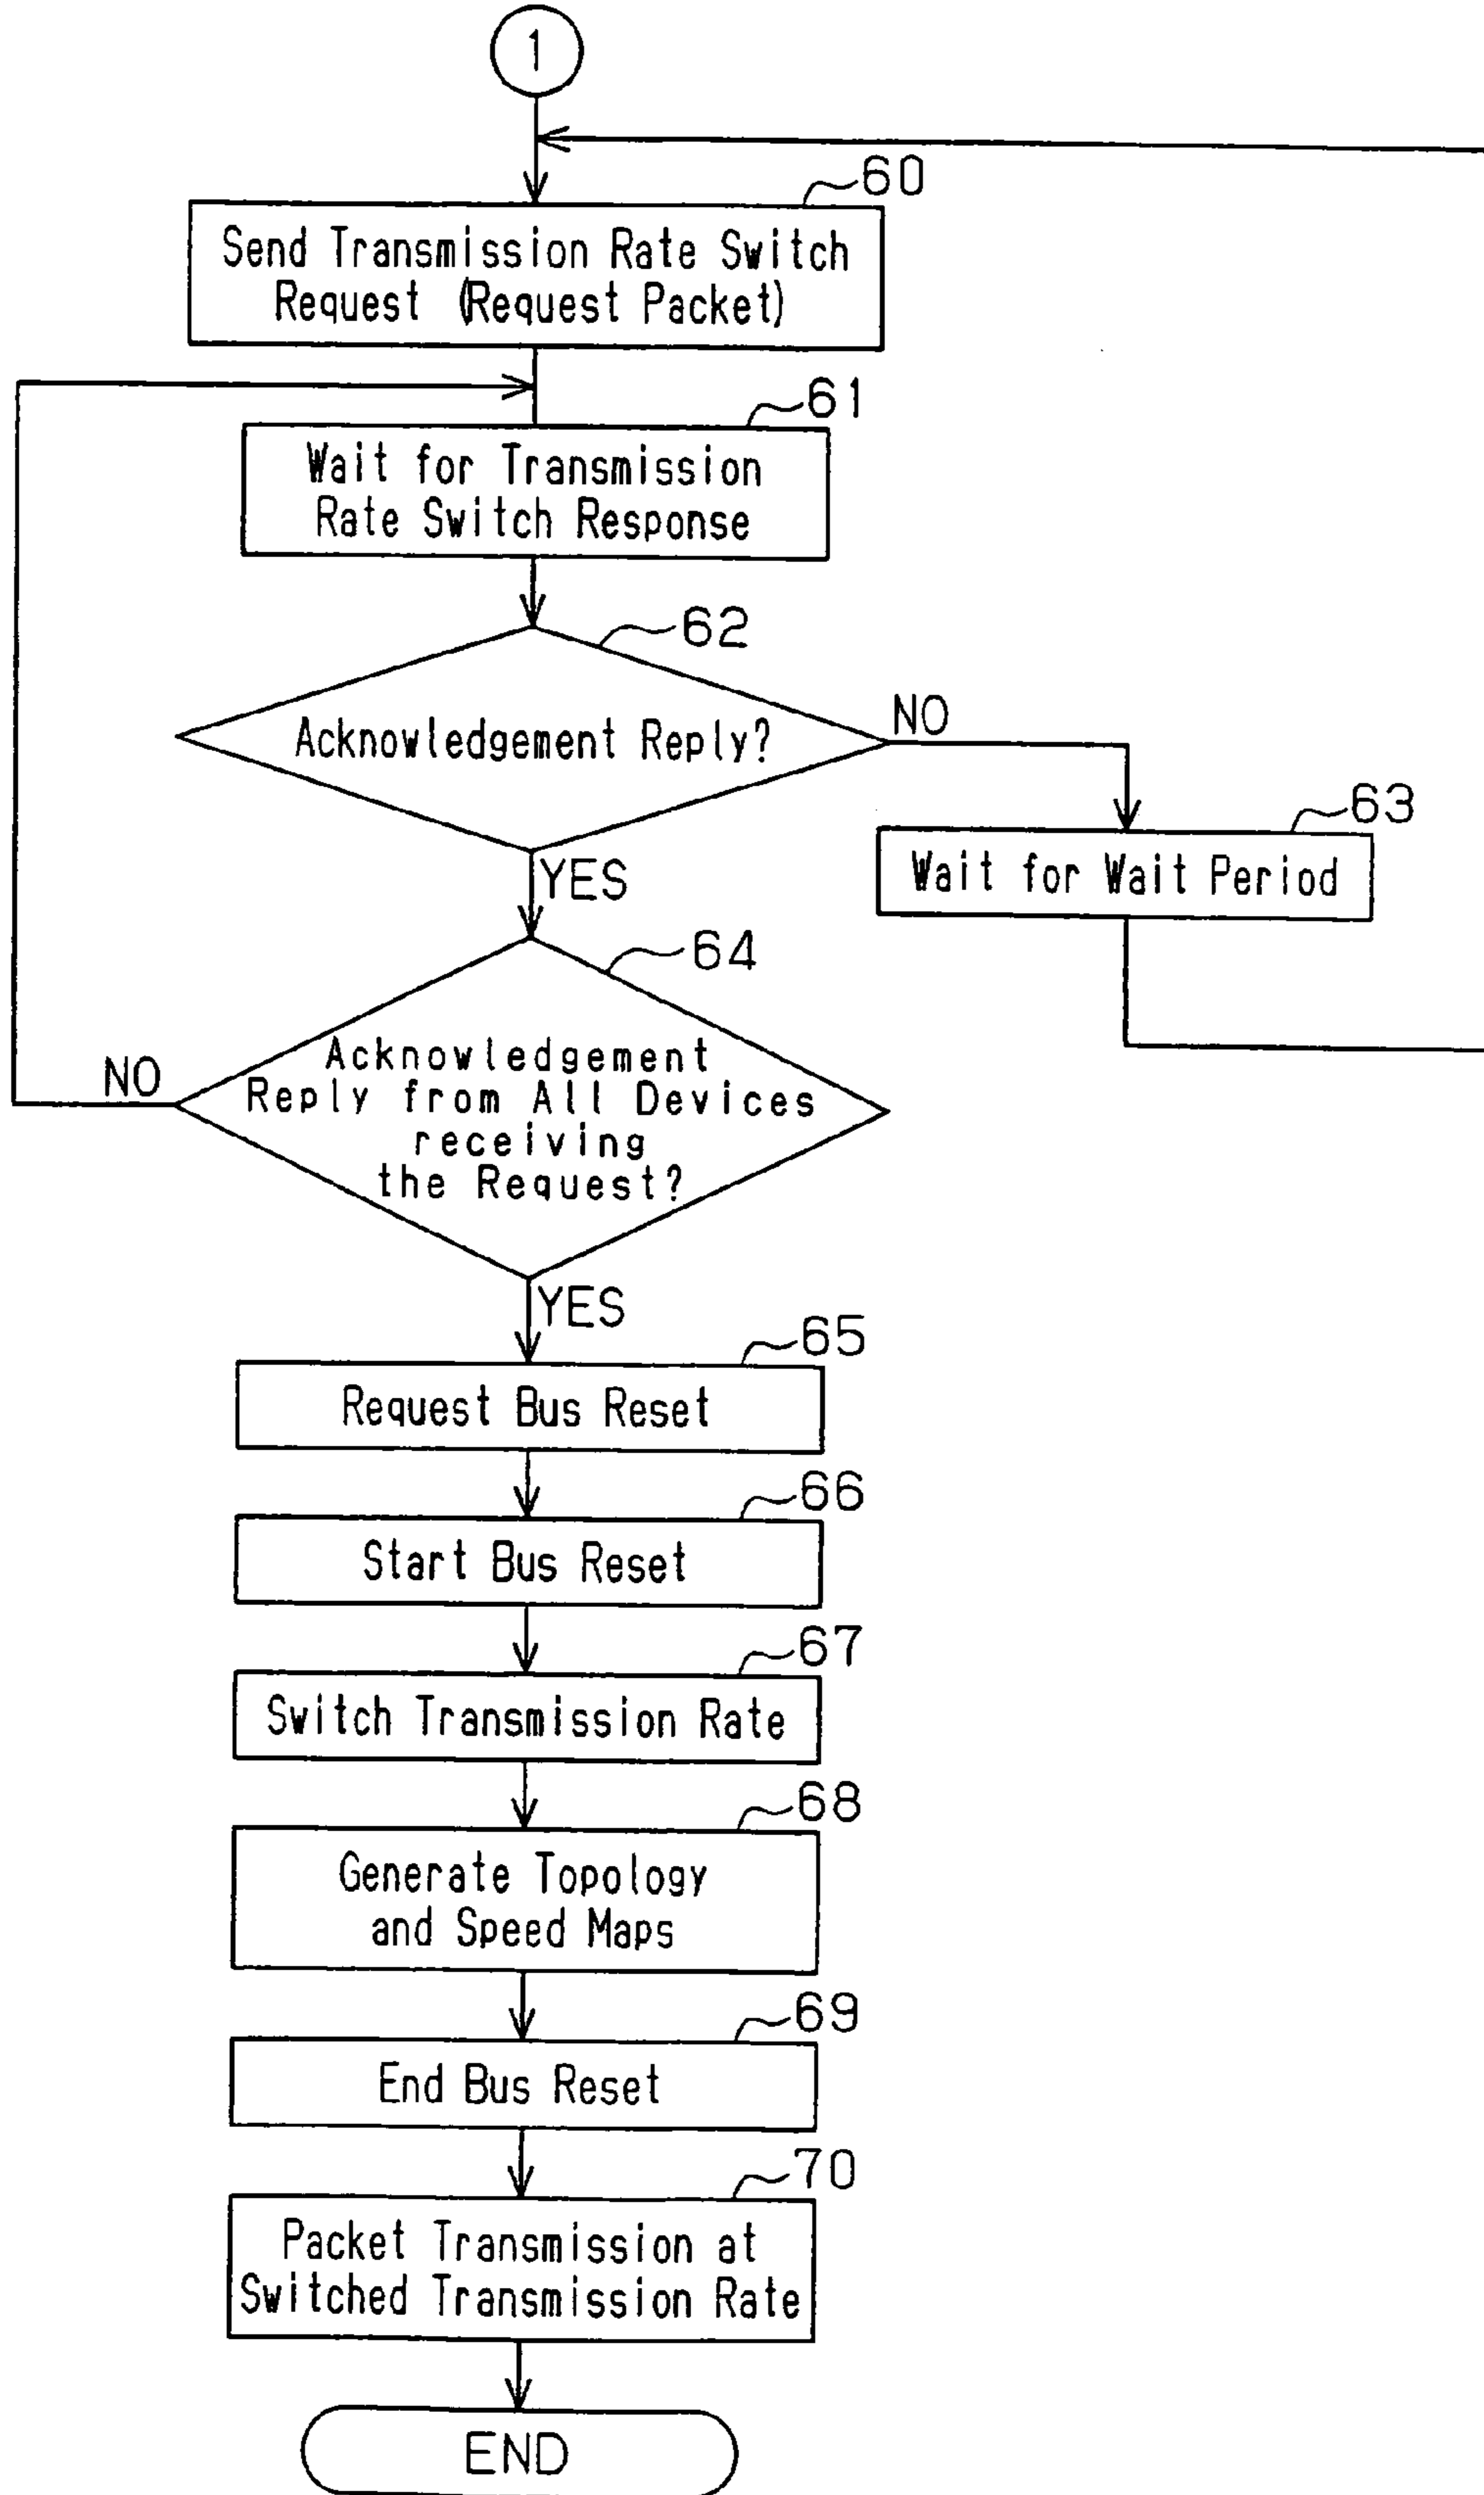 1
60
Send Transmission Rate Switch
Request (Request Packet)
61
Wait for Transmission
Rate Switch Response
62
Acknowledgement Reply?
NO
63
Wait for Wait Period
YES
64
Acknowledgement
Reply from All Devices
receiving
the Request?
NO
YES
65
Request Bus Reset
66
Start Bus Reset
67
Switch Transmission Rate
68
Generate Topology
and Speed Maps
69
End Bus Reset
70
Packet Transmission at
Switched Transmission Rate
END